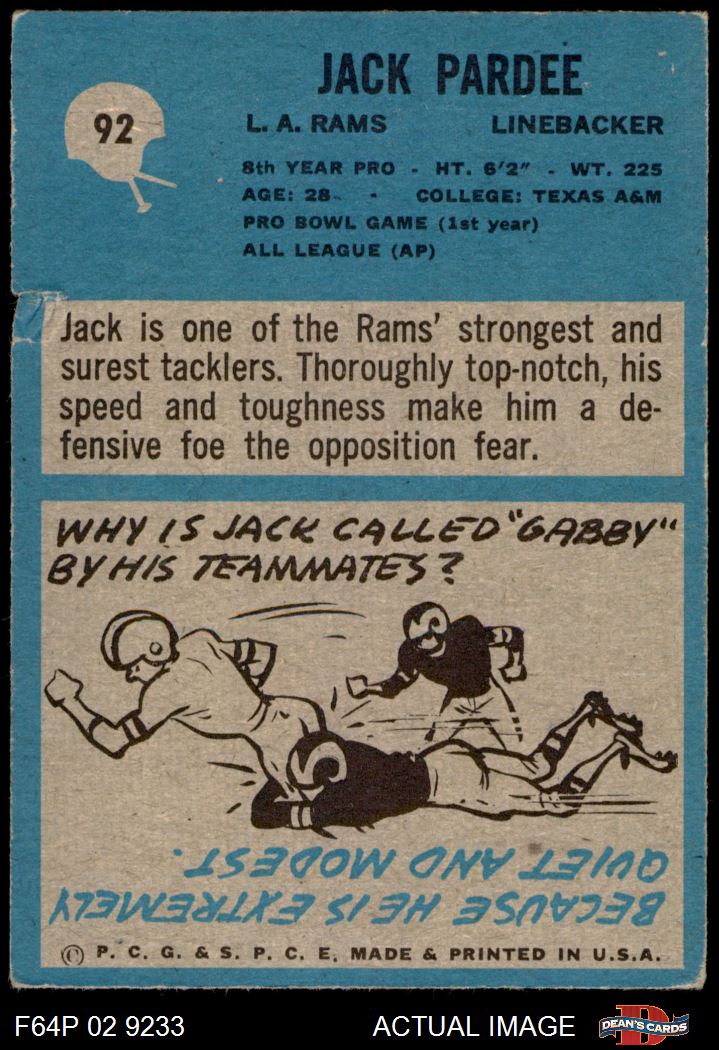 JACK PARDEE
92
L. A. RAMS LINEBACKER
8th YEAR PRO - HT. 6'2" - WT. 225
AGE: 28 - COLLEGE: TEXAS A&M
PRO BOWL GAME (1st year)
ALL LEAGUE (AP)
Jack is one of the Rams' strongest and
surest tacklers. Thoroughly top-notch, his
speed and toughness make him a de-
fensive foe the opposition fear.
WHY IS JACK CALLED "GABBY"
BY HIS TEAMMATES?
BECAUSE HE IS EXTREMELY
QUIET AND MODEST.
© P. C. G. & S. P. C. E. MADE & PRINTED IN U.S.A.
F64P 02 9233 ACTUAL IMAGE
D
DEAN'S CARDS